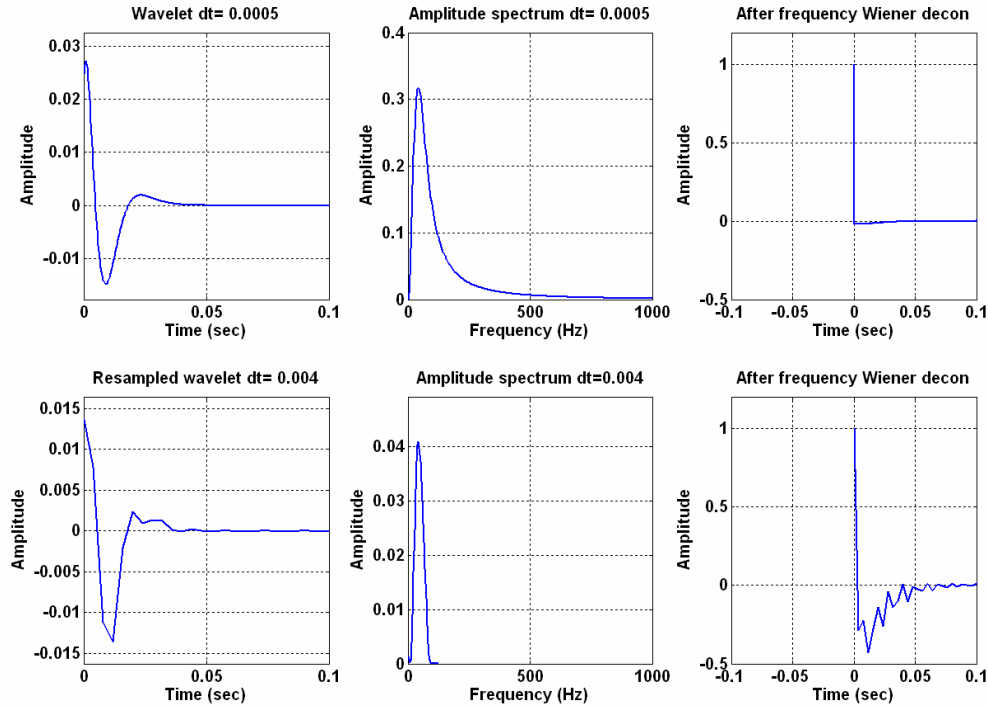 Wavelet dt= 0.0005
0.03
0.02
0.01
0
-0.01
0
0.05
0.1
Amplitude
Time (sec)
Amplitude spectrum dt= 0.0005
0.4
0.3
0.2
0.1
0
0
500
1000
Amplitude
Frequency (Hz)
After frequency Wiener decon
1
0.5
0
-0.5
-0.1
-0.05
0
0.05
0.1
Amplitude
Time (sec)
Resampled wavelet dt= 0.004
0.015
0.01
0.005
0
-0.005
-0.01
-0.015
0
0.05
0.1
Amplitude
Time (sec)
Amplitude spectrum dt=0.004
0.04
0.03
0.02
0.01
0
0
500
1000
Amplitude
Frequency (Hz)
After frequency Wiener decon
1
0.5
0
-0.5
-0.1
-0.05
0
0.05
0.1
Amplitude
Time (sec)